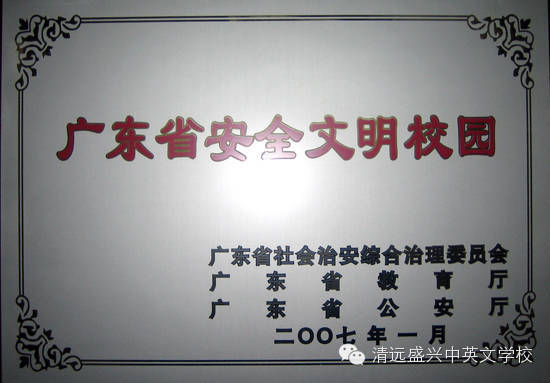 广东省安全文明校园
广东省社会治安综合治理委员会
广东省教育厅
广东省公安厅
二〇〇七年一月
清远盛兴中英文学校